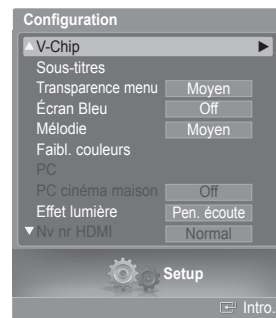 Configuration
V-Chip
Sous-titres
Transparence menu Moyen
Écran Bleu Off
Mélodie Moyen
Faibl. couleurs
PC
PC cinéma maison Off
Effet lumière Pen. écoute
Nv nr HDMI Normal
Setup
Intro.